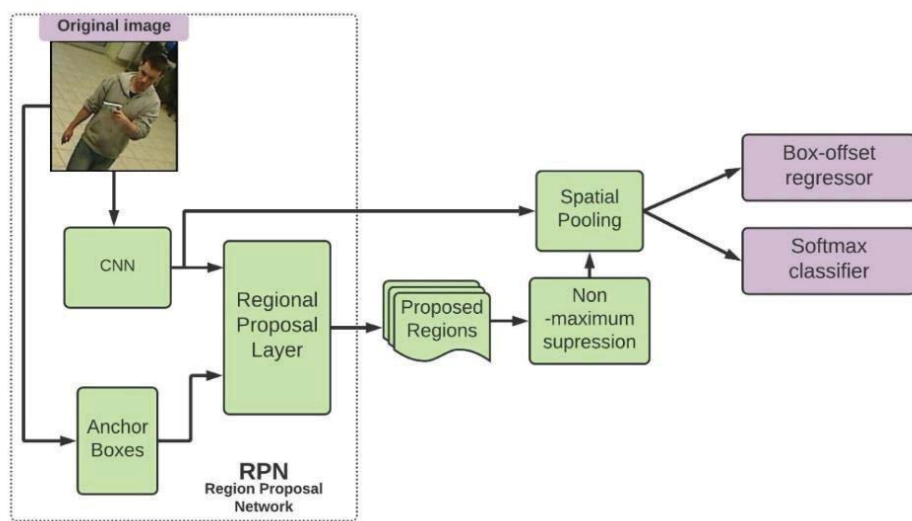 Original image
CNN
Regional
Proposal
Layer
Anchor
Boxes
RPN
Region Proposal
Network
Proposed
Regions
Non
-maximum
supression
Spatial
Pooling
Box-offset
regressor
Softmax
classifier